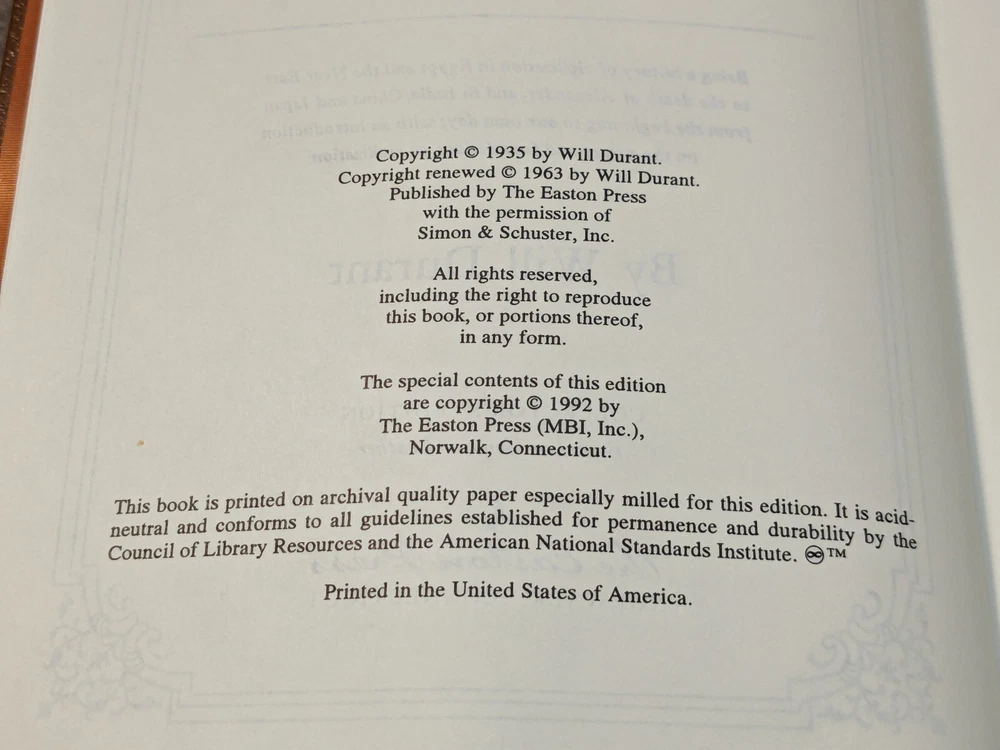 Copyright © 1935 by Will Durant.
Copyright renewed © 1963 by Will Durant.
Published by The Easton Press
with the permission of
Simon & Schuster, Inc.
All rights reserved,
including the right to reproduce
this book, or portions thereof,
in any form.
The special contents of this edition
are copyright © 1992 by
The Easton Press (MBI, Inc.),
Norwalk, Connecticut.
This book is printed on archival quality paper especially milled for this edition. It is acid-
neutral and conforms to all guidelines established for permanence and durability by the
Council of Library Resources and the American National Standards Institute. ♾™
Printed in the United States of America.